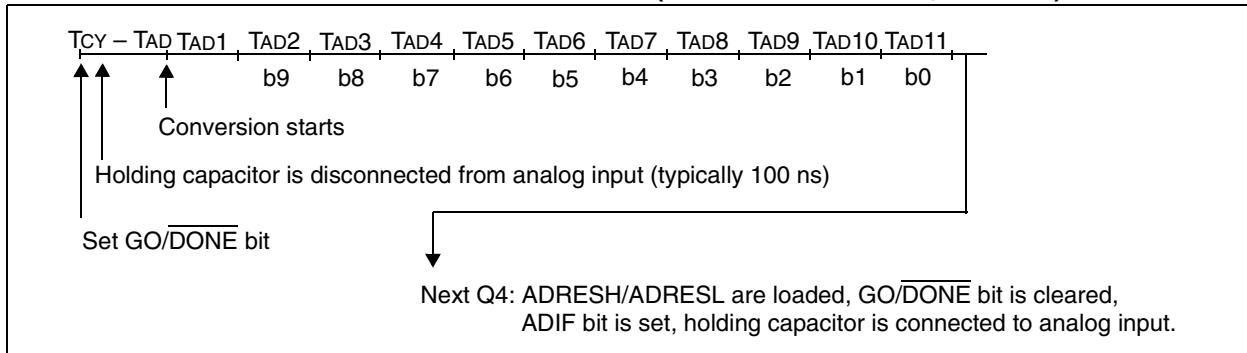 TCY – TAD TAD1 TAD2 TAD3 TAD4 TAD5 TAD6 TAD7 TAD8 TAD9 TAD10 TAD11
b9 b8 b7 b6 b5 b4 b3 b2 b1 b0
Conversion starts
Holding capacitor is disconnected from analog input (typically 100 ns)
Set GO/DONE bit
Next Q4: ADRESH/ADRESL are loaded, GO/DONE bit is cleared,
ADIF bit is set, holding capacitor is connected to analog input.